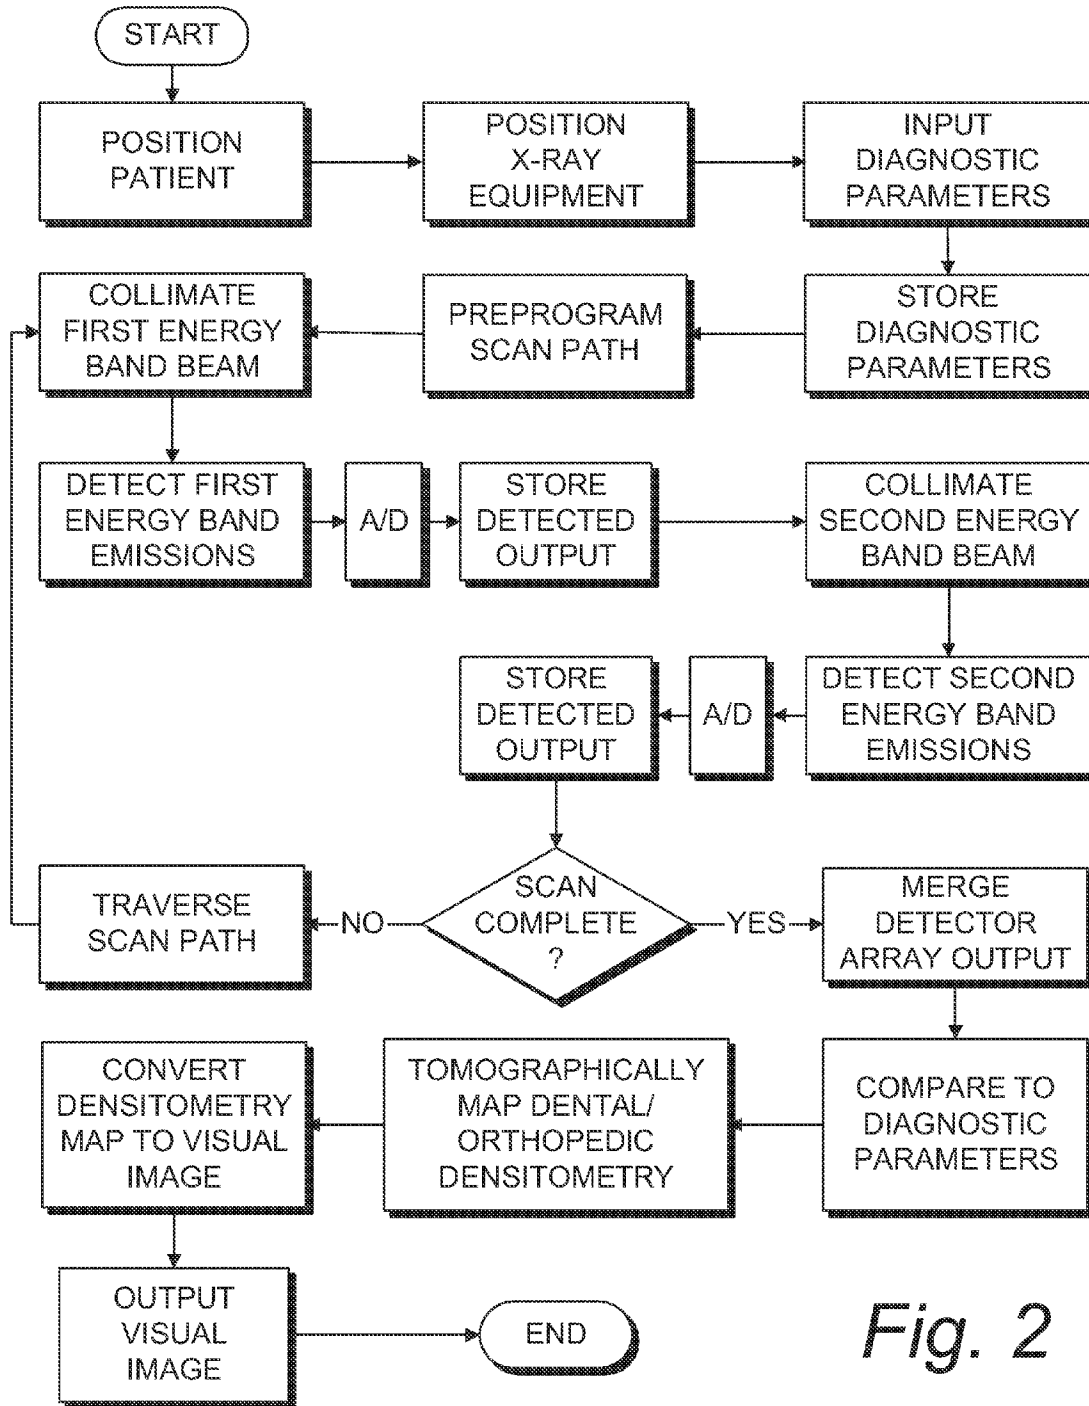 START
POSITION
PATIENT
POSITION
X-RAY
EQUIPMENT
INPUT
DIAGNOSTIC
PARAMETERS
STORE
DIAGNOSTIC
PARAMETERS
PREPROGRAM
SCAN PATH
COLLIMATE
FIRST ENERGY
BAND BEAM
DETECT FIRST
ENERGY BAND
EMISSIONS
A/D
STORE
DETECTED
OUTPUT
COLLIMATE
SECOND ENERGY
BAND BEAM
DETECT SECOND
ENERGY BAND
EMISSIONS
A/D
STORE
DETECTED
OUTPUT
SCAN
COMPLETE
?
NO
TRAVERSE
SCAN PATH
YES
MERGE
DETECTOR
ARRAY OUTPUT
COMPARE TO
DIAGNOSTIC
PARAMETERS
TOMOGRAPHICALLY
MAP DENTAL/
ORTHOPEDIC
DENSITOMETRY
CONVERT
DENSITOMETRY
MAP TO VISUAL
IMAGE
OUTPUT
VISUAL
IMAGE
END
Fig. 2